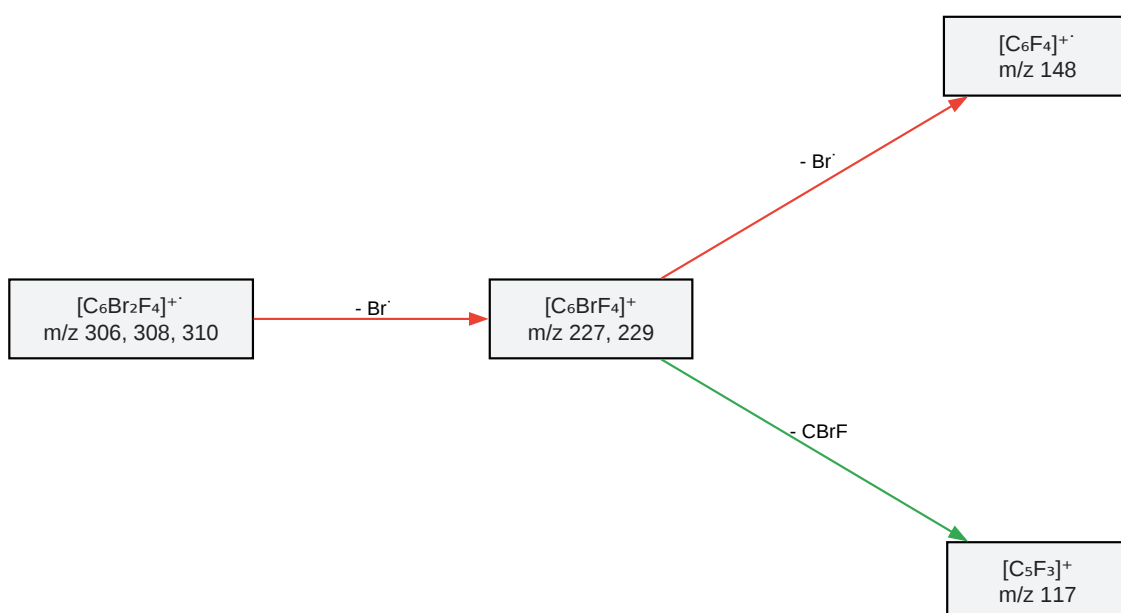 [C₆F₄]⁺˙
m/z 148
- Br˙
[C₆Br₂F₄]⁺˙
m/z 306, 308, 310
- Br˙
[C₆BrF₄]⁺
m/z 227, 229
- CBrF
[C₅F₃]⁺
m/z 117